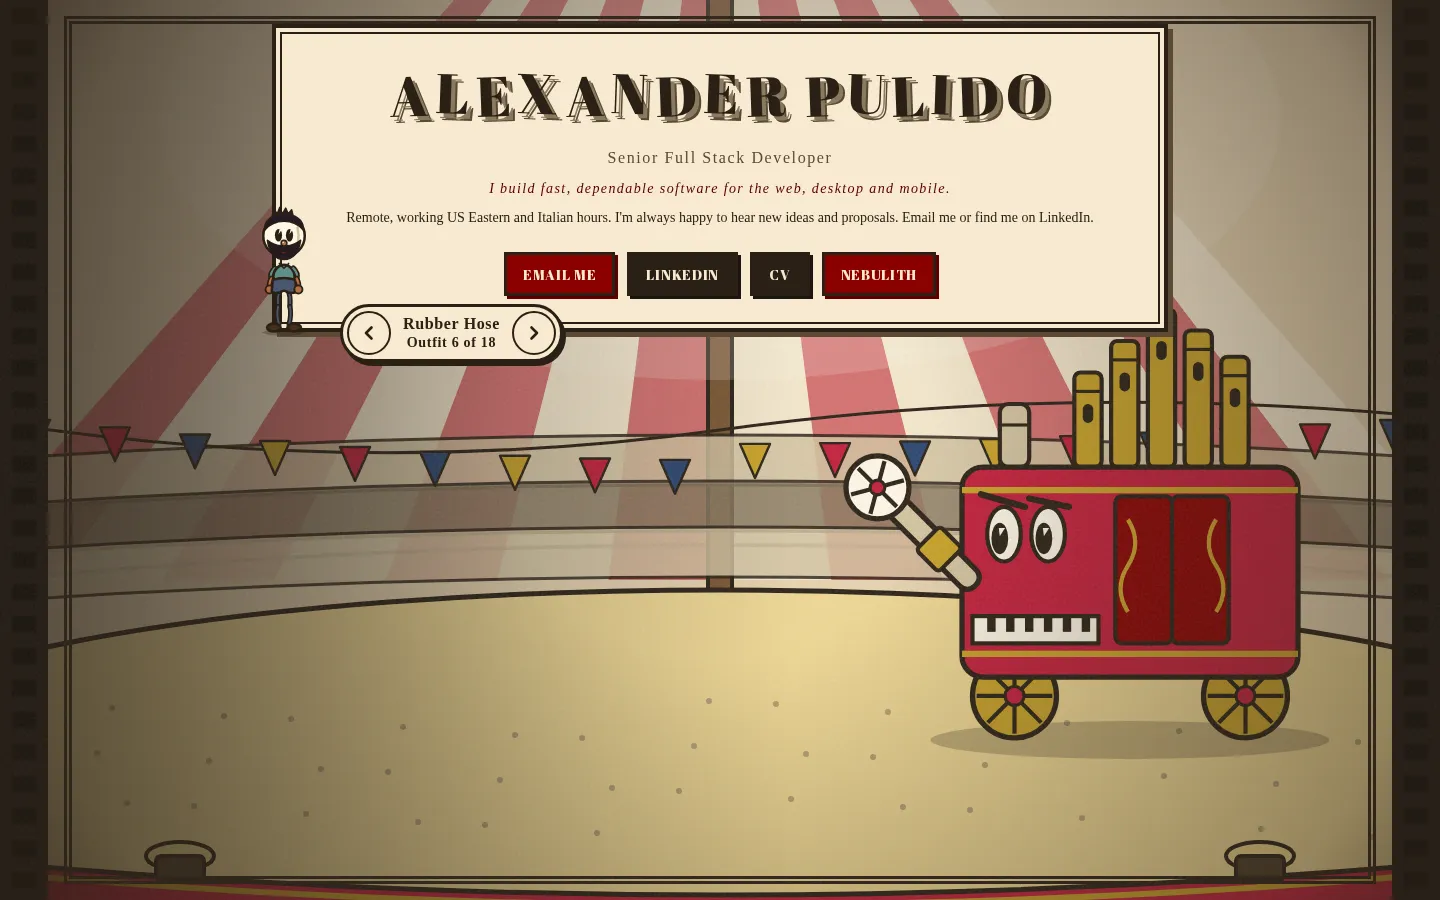 ALEXANDER PULIDO
Senior Full Stack Developer
I build fast, dependable software for the web, desktop and mobile.
Remote, working US Eastern and Italian hours. I'm always happy to hear new ideas and proposals. Email me or find me on LinkedIn.
EMAIL ME LINKEDIN CV NEBULITH
Rubber Hose
Outfit 6 of 18